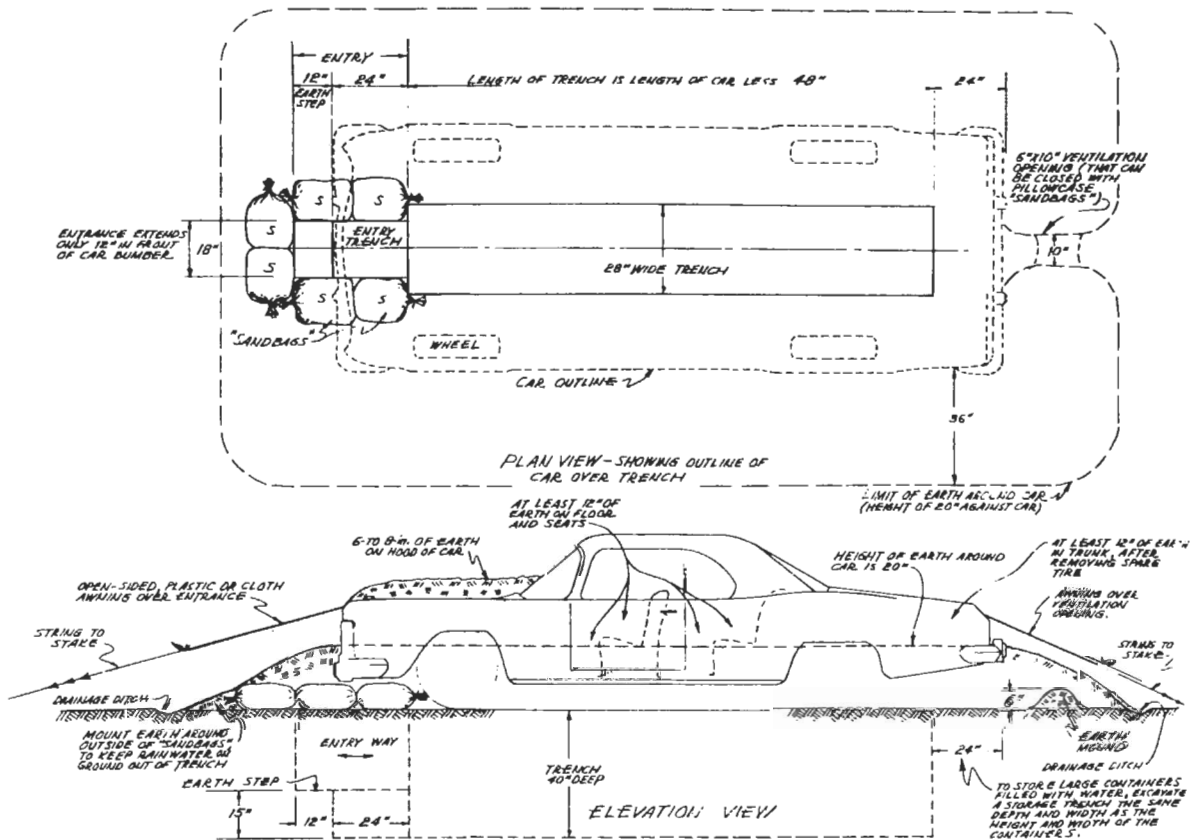 ENTRY
12" 24"
EARTH
STEP
LENGTH OF TRENCH IS LENGTH OF CAR LESS 48"
24"
6"X10" VENTILATION
OPENING (THAT CAN
BE CLOSED WITH
PILLOWCASE
"SANDBAGS")
S S
S
S
S S
ENTRY
TRENCH
ENTRANCE EXTENDS
ONLY 12" IN FRONT
OF CAR BUMBER
18"
28" WIDE TRENCH
10"
"SANDBAGS"
WHEEL
CAR OUTLINE
36"
PLAN VIEW-SHOWING OUTLINE OF
CAR OVER TRENCH
LIMIT OF EARTH AROUND CAR
(HEIGHT OF 20" AGAINST CAR)
AT LEAST 12" OF
EARTH ON FLOOR
AND SEATS
6-TO 8-in. OF EARTH
ON HOOD OF CAR
HEIGHT OF EARTH AROUND
CAR IS 20"
AT LEAST 12" OF EARTH
IN TRUNK, AFTER
REMOVING SPARE
TIRE
OPEN-SIDED, PLASTIC OR CLOTH
AWNING OVER ENTRANCE
AWNING OVER
VENTILATION
OPENING.
STRING TO
STAKE
STRING TO
STAKE
DRAINAGE DITCH
6"
MOUNT EARTH AROUND
OUTSIDE OF "SANDBAGS"
TO KEEP RAINWATER ON
GROUND OUT OF TRENCH
ENTRY WAY
EARTH
MOUND
24"
DRAINAGE DITCH
TRENCH
40" DEEP
EARTH STEP
15"
12" 24"
ELEVATION VIEW
TO STORE LARGE CONTAINERS
FILLED WITH WATER, EXCAVATE
A STORAGE TRENCH THE SAME
DEPTH AND WIDTH AS THE
HEIGHT AND WIDTH OF THE
CONTAINERS.